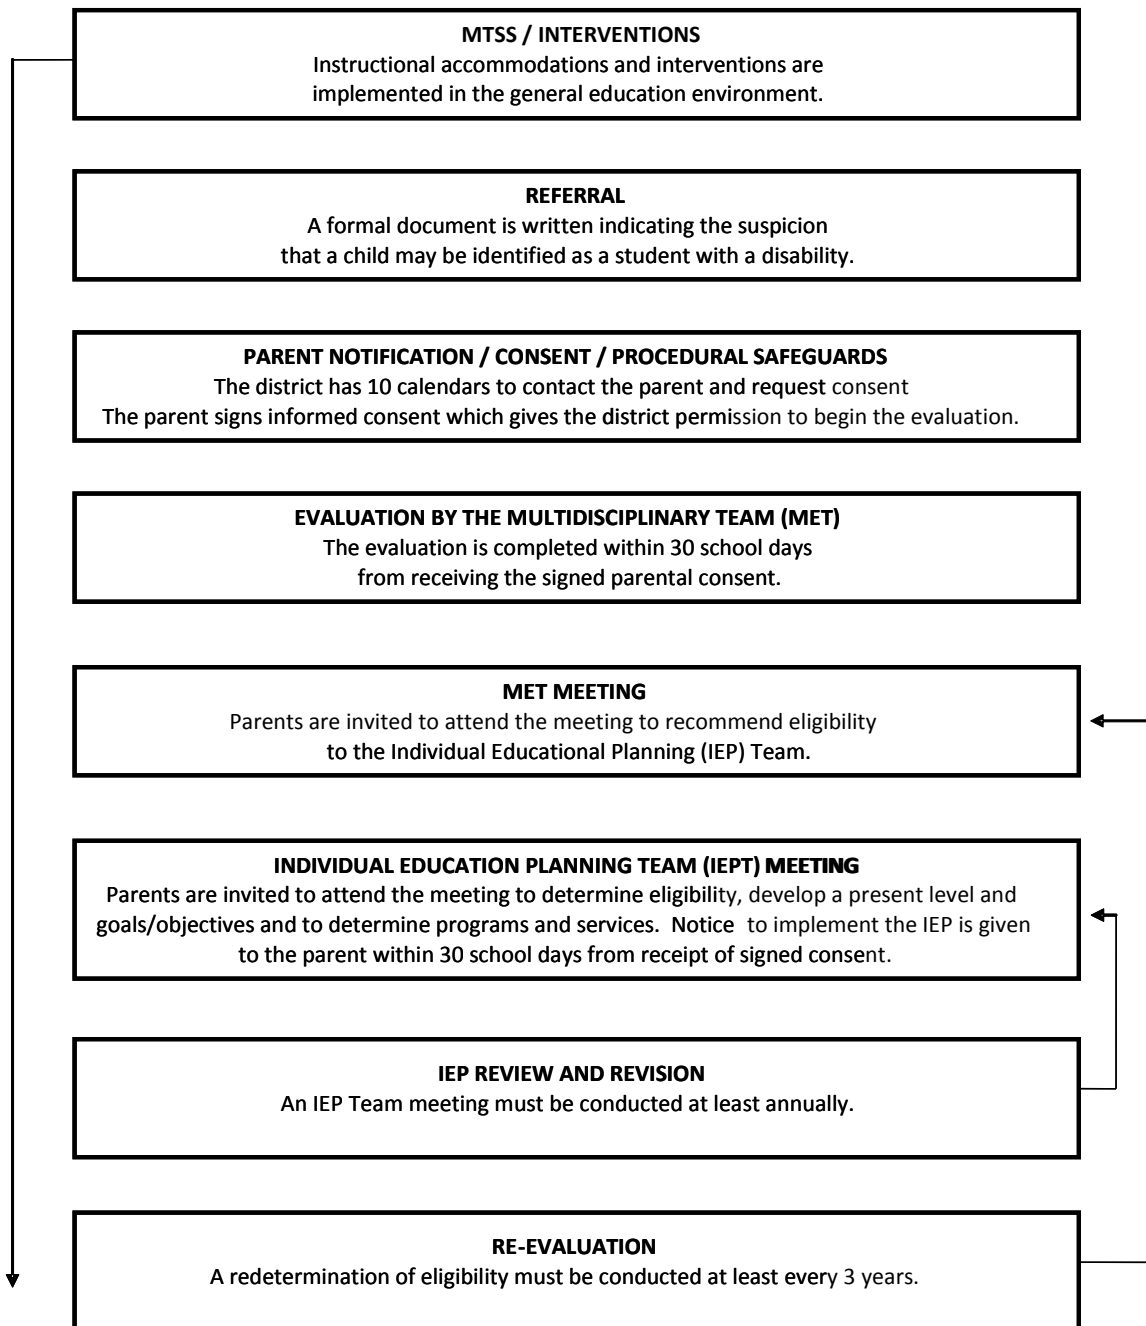 MTSS / INTERVENTIONS
Instructional accommodations and interventions are
implemented in the general education environment.
REFERRAL
A formal document is written indicating the suspicion
that a child may be identified as a student with a disability.
PARENT NOTIFICATION / CONSENT / PROCEDURAL SAFEGUARDS
The district has 10 calendars to contact the parent and request consent
The parent signs informed consent which gives the district permission to begin the evaluation.
EVALUATION BY THE MULTIDISCIPLINARY TEAM (MET)
The evaluation is completed within 30 school days
from receiving the signed parental consent.
MET MEETING
Parents are invited to attend the meeting to recommend eligibility
to the Individual Educational Planning (IEP) Team.
INDIVIDUAL EDUCATION PLANNING TEAM (IEPT) MEETING
Parents are invited to attend the meeting to determine eligibility, develop a present level and
goals/objectives and to determine programs and services. Notice to implement the IEP is given
to the parent within 30 school days from receipt of signed consent.
IEP REVIEW AND REVISION
An IEP Team meeting must be conducted at least annually.
RE-EVALUATION
A redetermination of eligibility must be conducted at least every 3 years.